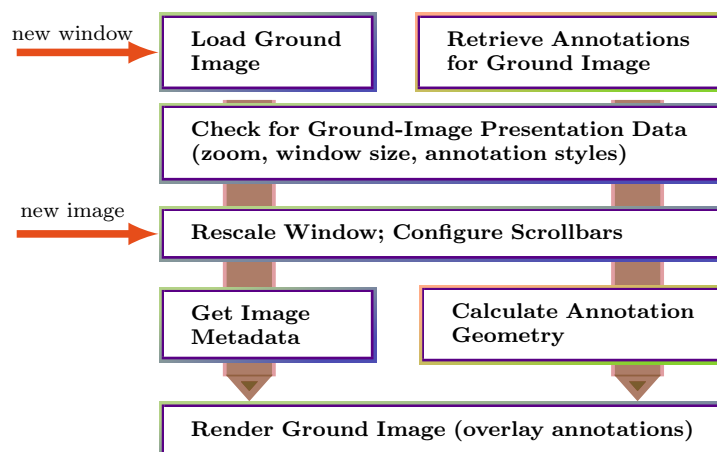 new window
Load Ground
Image
Retrieve Annotations
for Ground Image
Check for Ground-Image Presentation Data
(zoom, window size, annotation styles)
new image
Rescale Window; Configure Scrollbars
Get Image
Metadata
Calculate Annotation
Geometry
Render Ground Image (overlay annotations)